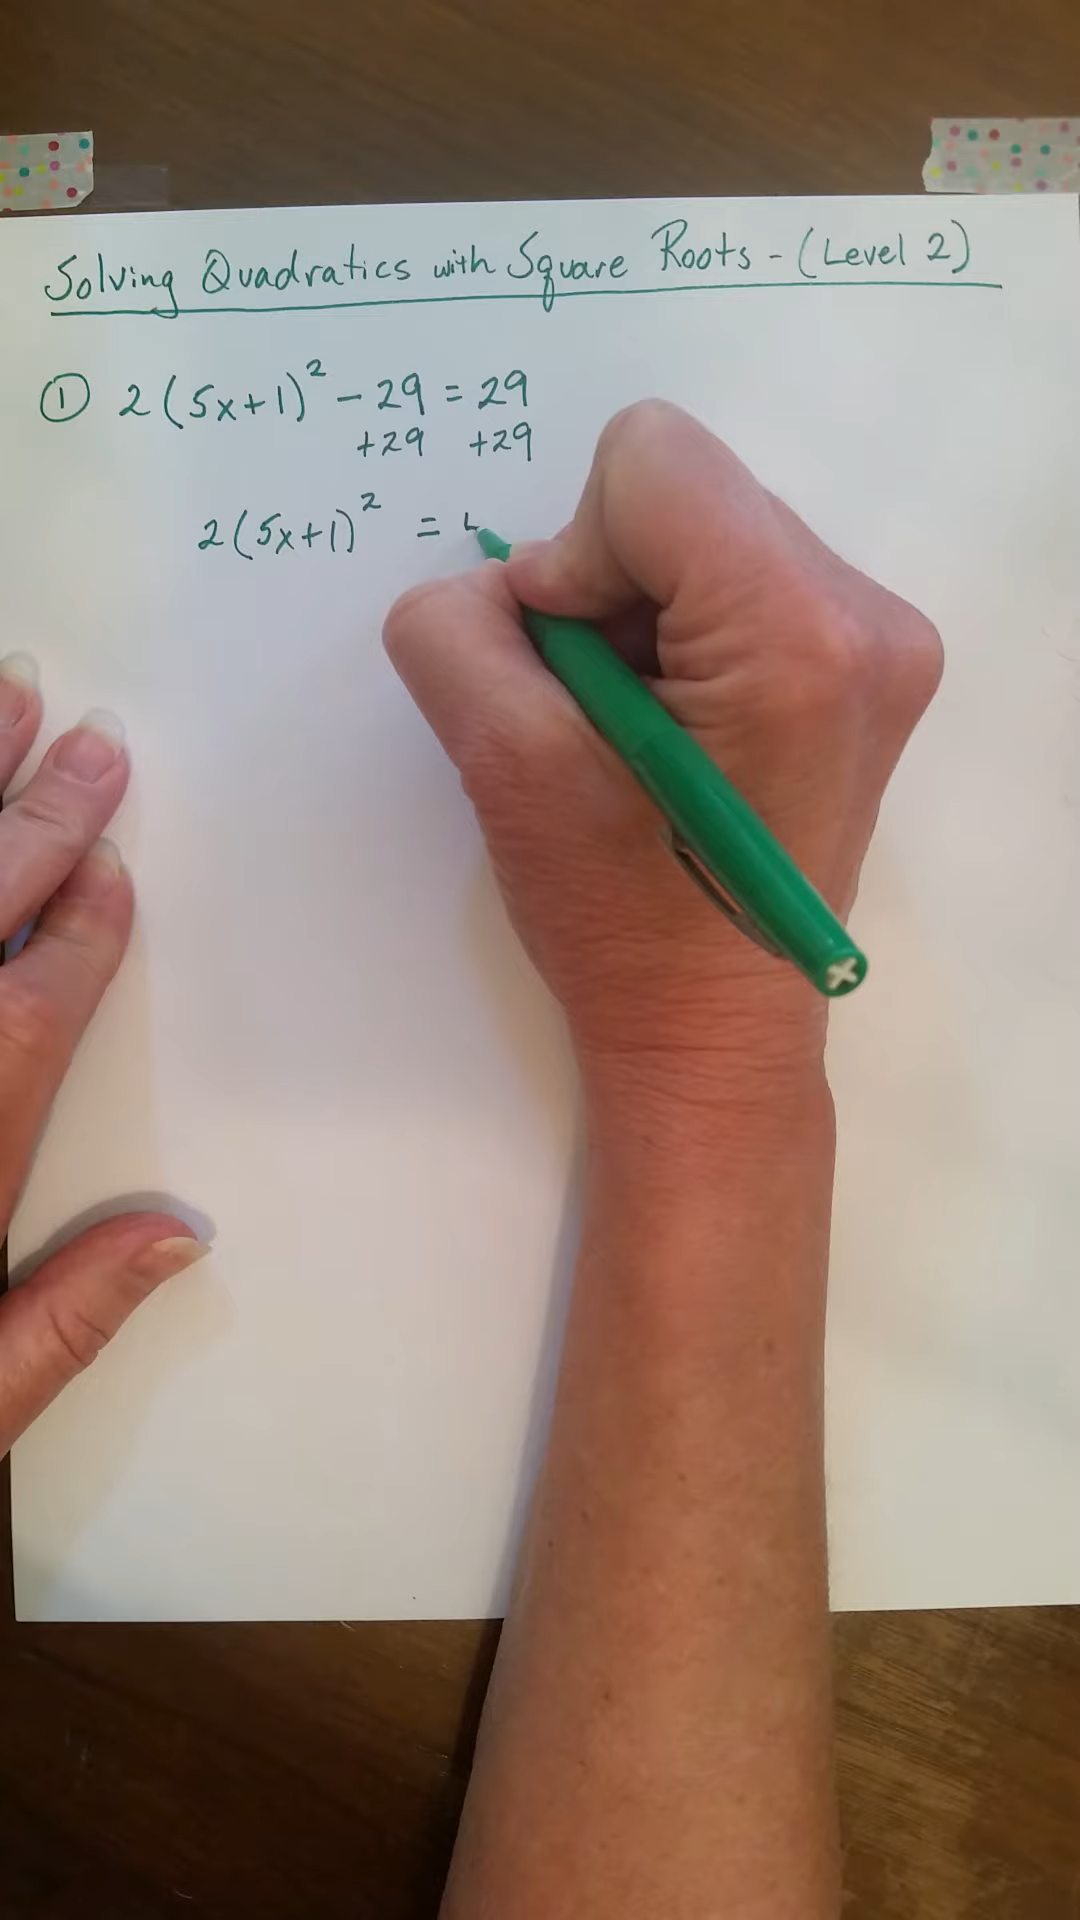 Solving Quadratics with Square Roots - (Level 2)
① 2(5x+1)² - 29 = 29
+29 +29
2(5x+1)² =